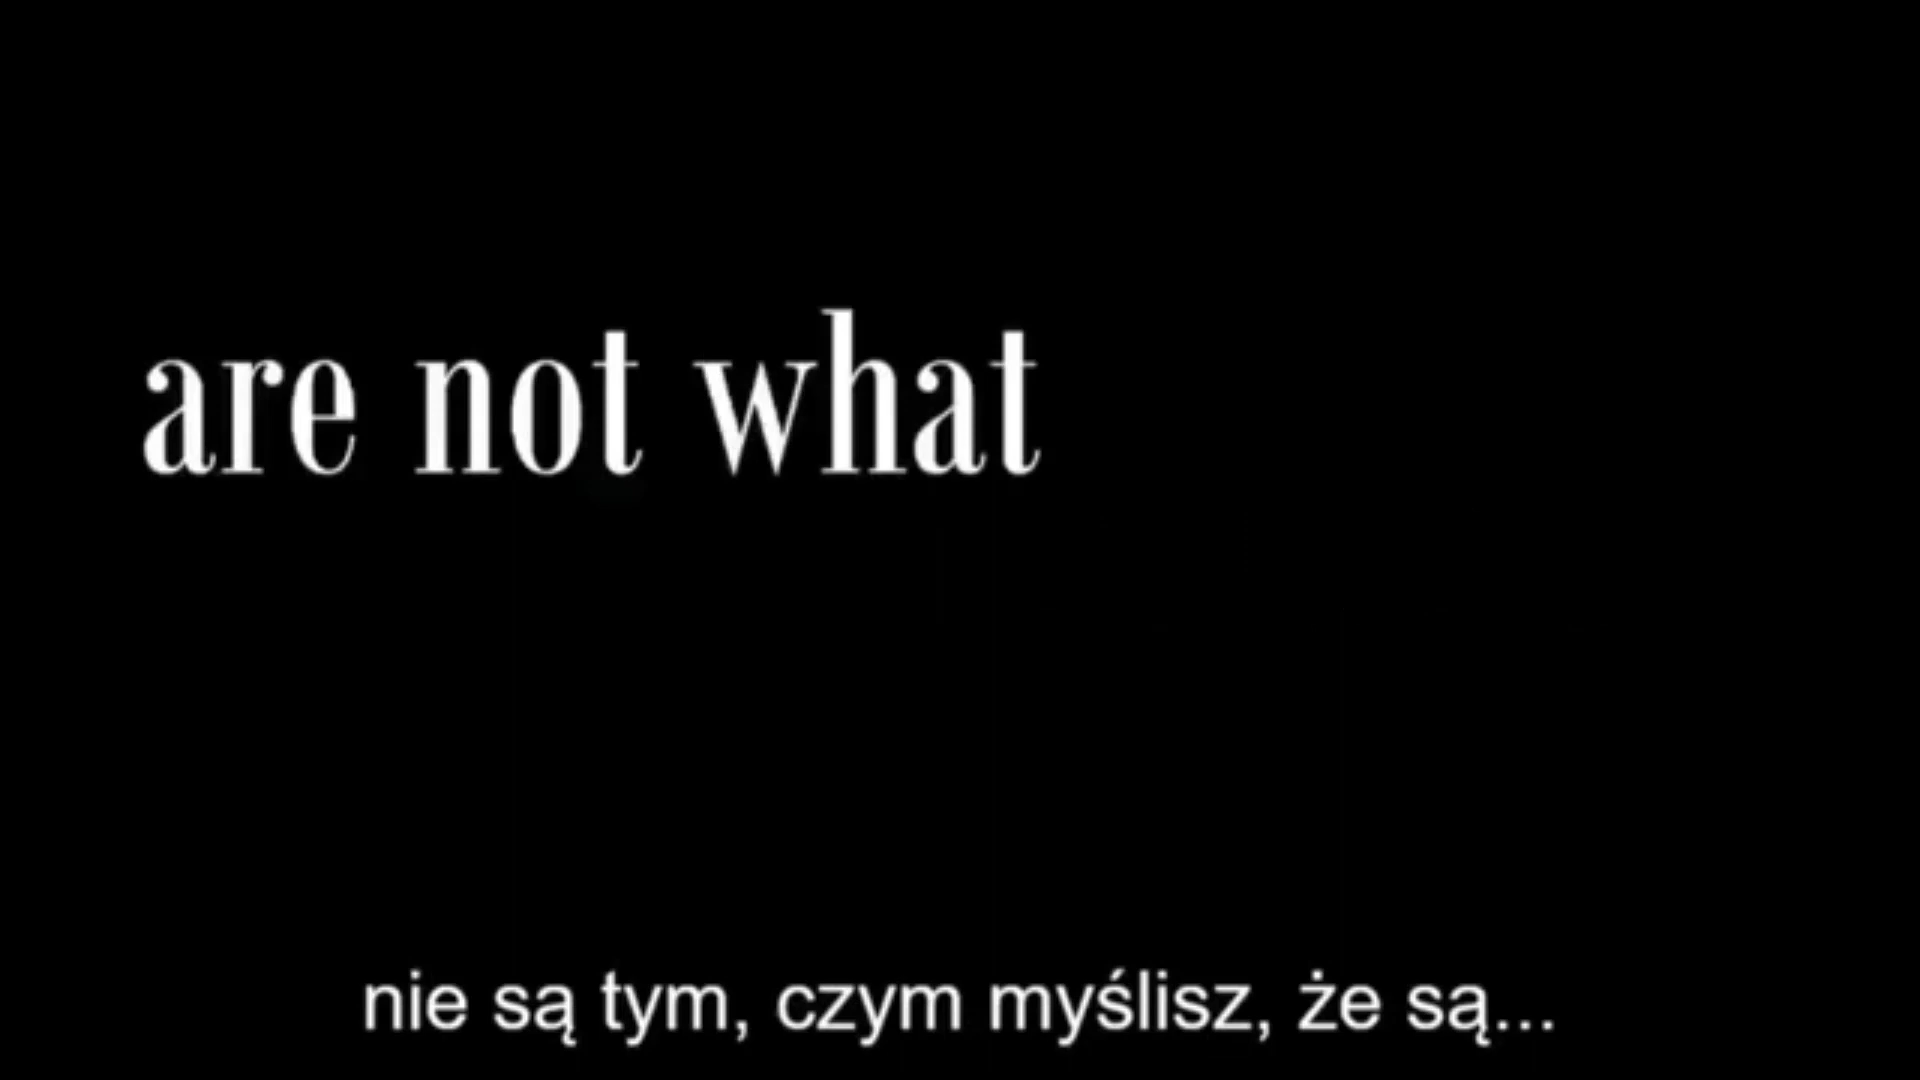 are not what
nie są tym, czym myślisz, że są...